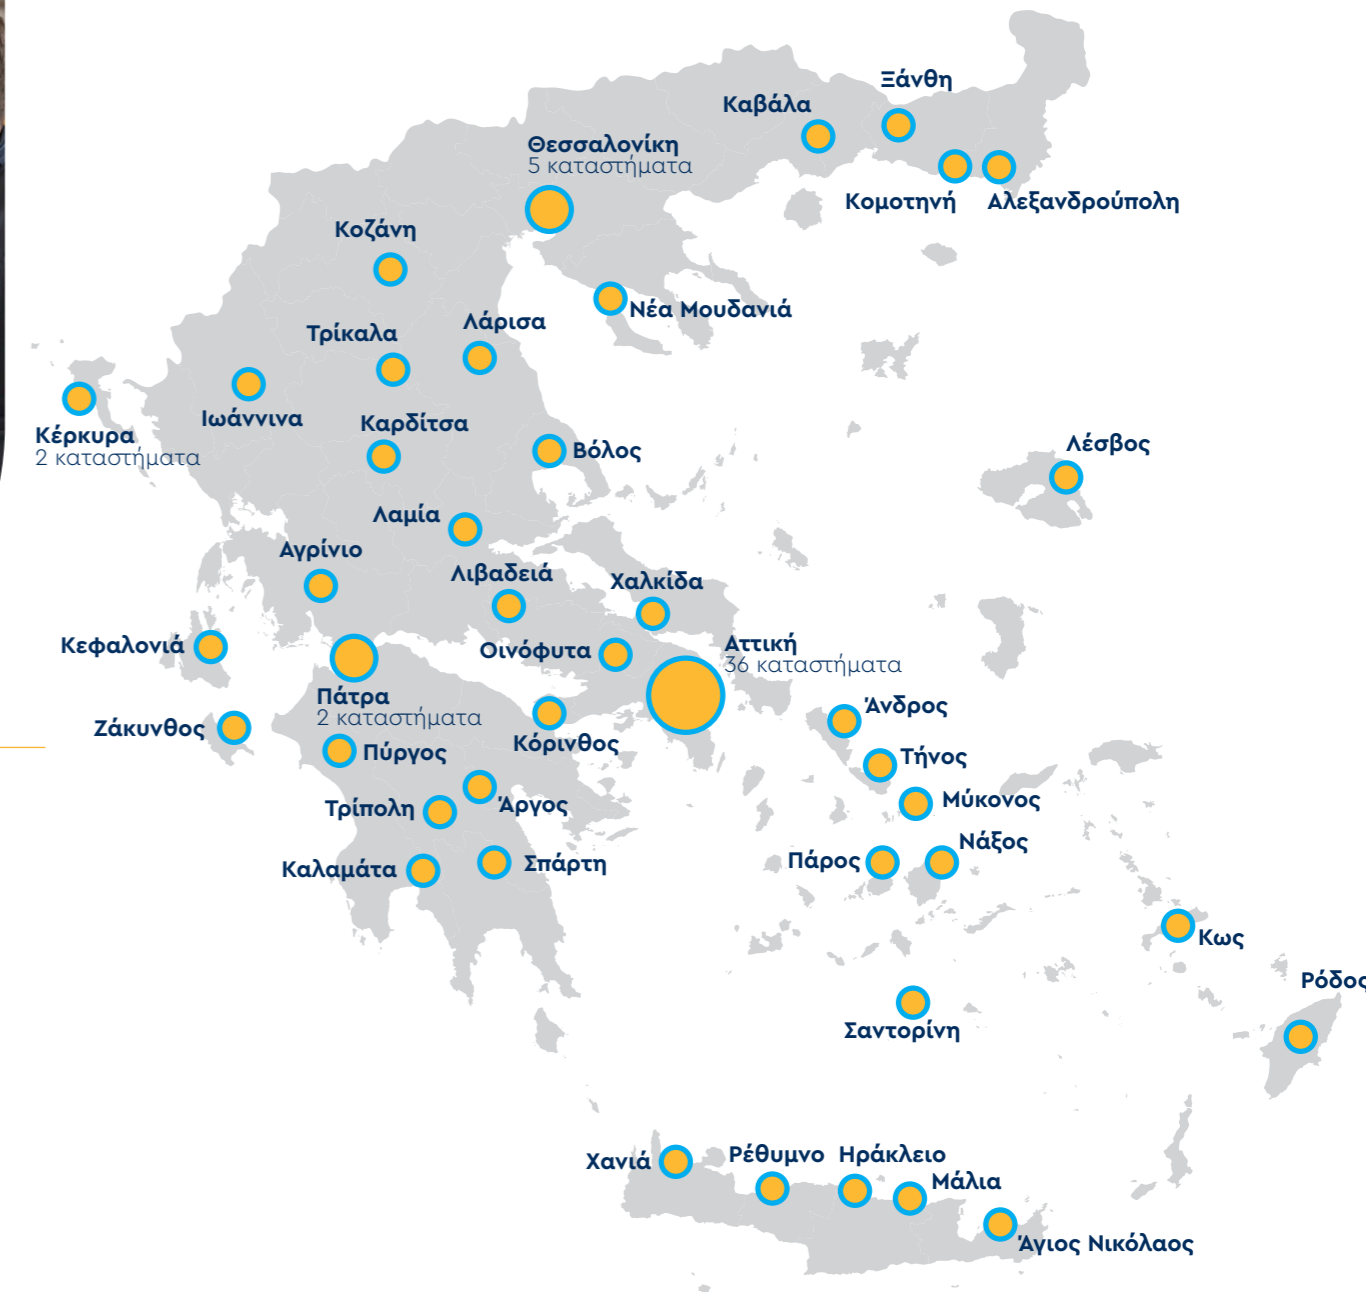 Ξάνθη
Καβάλα
Θεσσαλονίκη
5 καταστήματα
Κομοτηνή
Αλεξανδρούπολη
Κοζάνη
Νέα Μουδανιά
Λάρισα
Τρίκαλα
Ιωάννινα
Καρδίτσα
Κέρκυρα
2 καταστήματα
Βόλος
Λέσβος
Λαμία
Αγρίνιο
Λιβαδειά
Χαλκίδα
Κεφαλονιά
Οινόφυτα
Αττική
36 καταστήματα
Πάτρα
2 καταστήματα
Άνδρος
Ζάκυνθος
Κόρινθος
Πύργος
Τήνος
Μύκονος
Τρίπολη
Άργος
Νάξος
Πάρος
Καλαμάτα
Σπάρτη
Κως
Ρόδος
Σαντορίνη
Χανιά
Ρέθυμνο
Ηράκλειο
Μάλια
Άγιος Νικόλαος